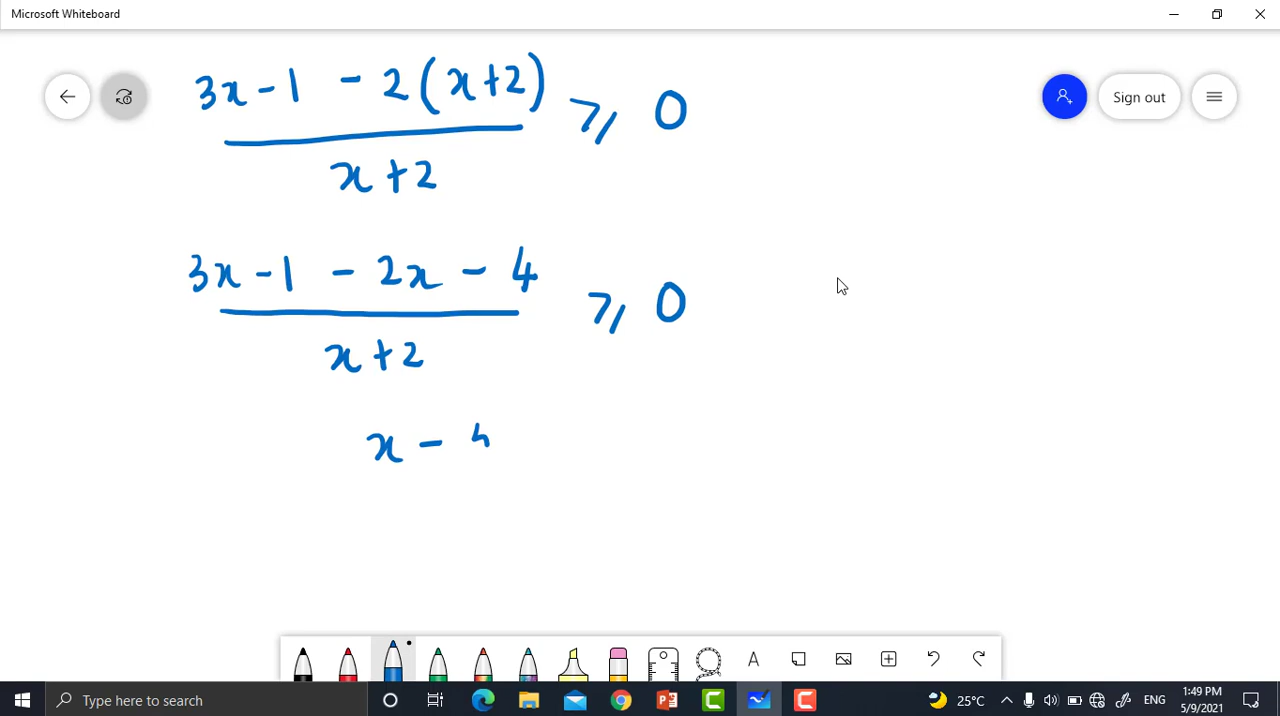 Microsoft Whiteboard
3x-1 - 2(x+2)
⩾ 0
x+2
Sign out
3x-1 - 2x - 4
⩾ 0
x+2
x -
A
Type here to search
25°C
ENG
1:49 PM
5/9/2021